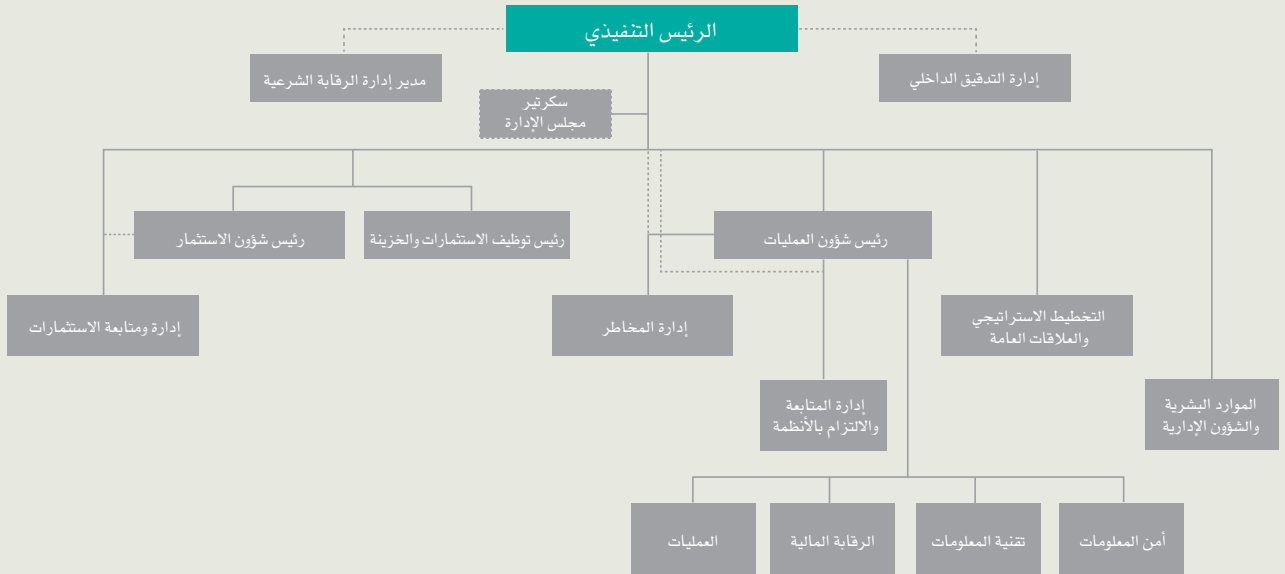 الرئيس التنفيذي
إدارة التدقيق الداخلي
مدير إدارة الرقابة الشرعية
سكرتير
مجلس الإدارة
رئيس شؤون العمليات
رئيس توظيف الاستثمارات والخزينة
رئيس شؤون الاستثمار
التخطيط الاستراتيجي
والعلاقات العامة
إدارة المخاطر
إدارة ومتابعة الاستثمارات
الموارد البشرية
والشؤون الإدارية
إدارة المتابعة
والالتزام بالأنظمة
أمن المعلومات
تقنية المعلومات
الرقابة المالية
العمليات